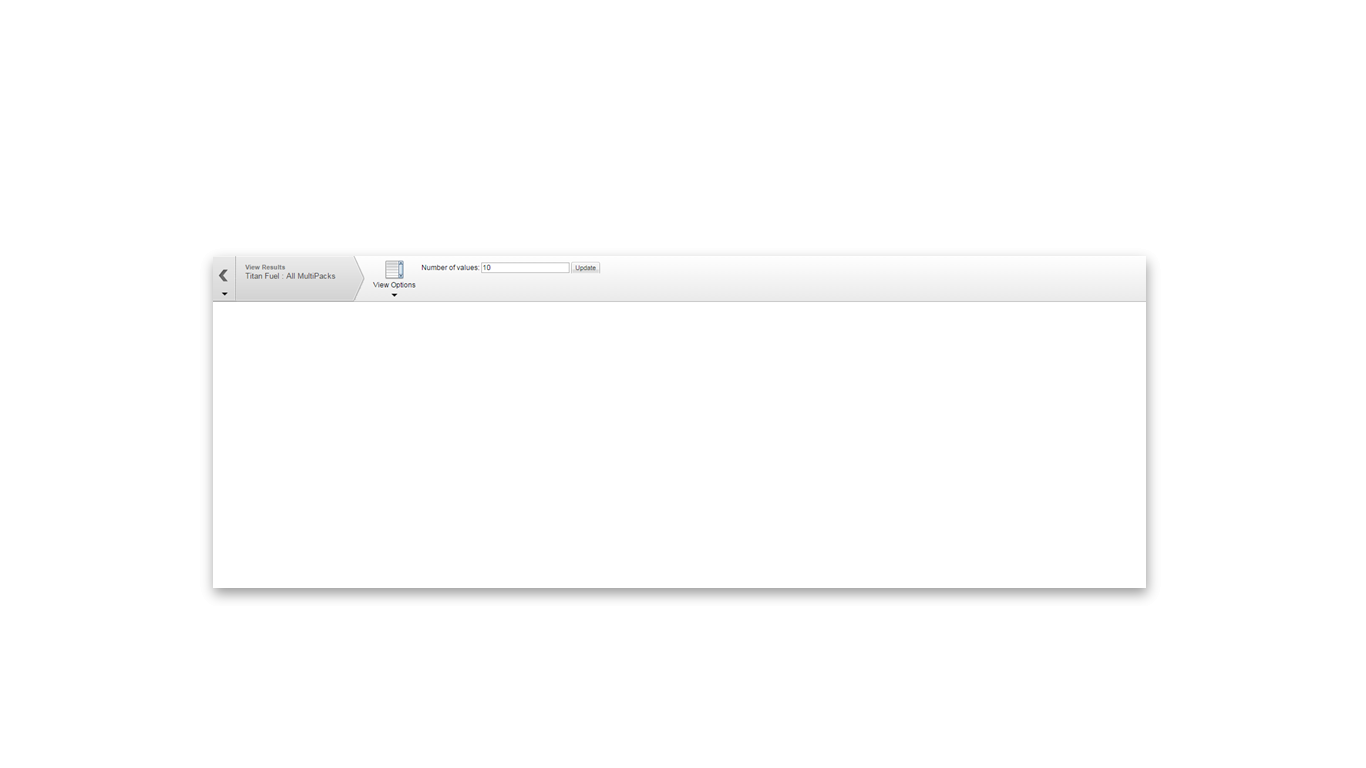 View Results
Titan Fuel : All MultiPacks
View Options
Number of values: 10 Update